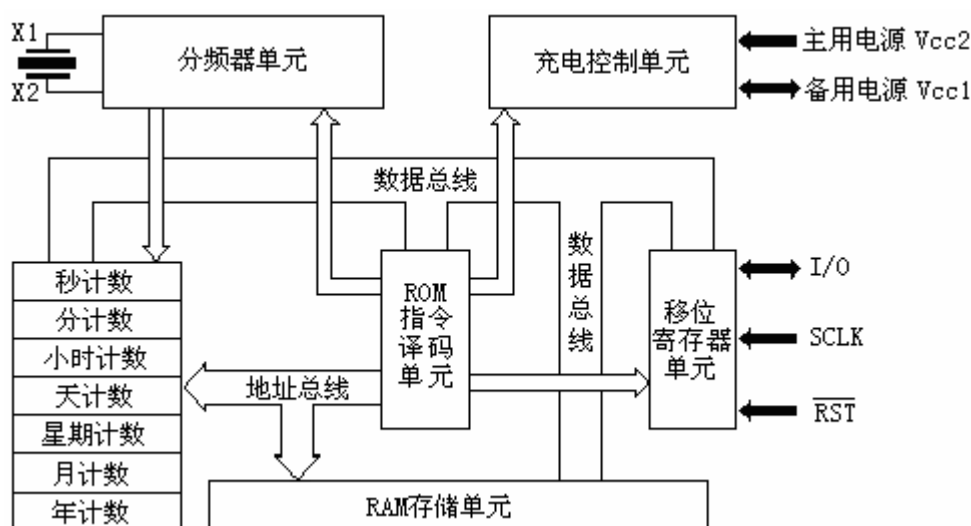 X1
X2
分频器单元
充电控制单元
主用电源 Vcc2
备用电源 Vcc1
数据总线
数
据
总
线
秒计数
分计数
小时计数
天计数
星期计数
月计数
年计数
地址总线
ROM
指令
译码
单元
移位
寄存器
单元
I/O
SCLK
RST
RAM存储单元